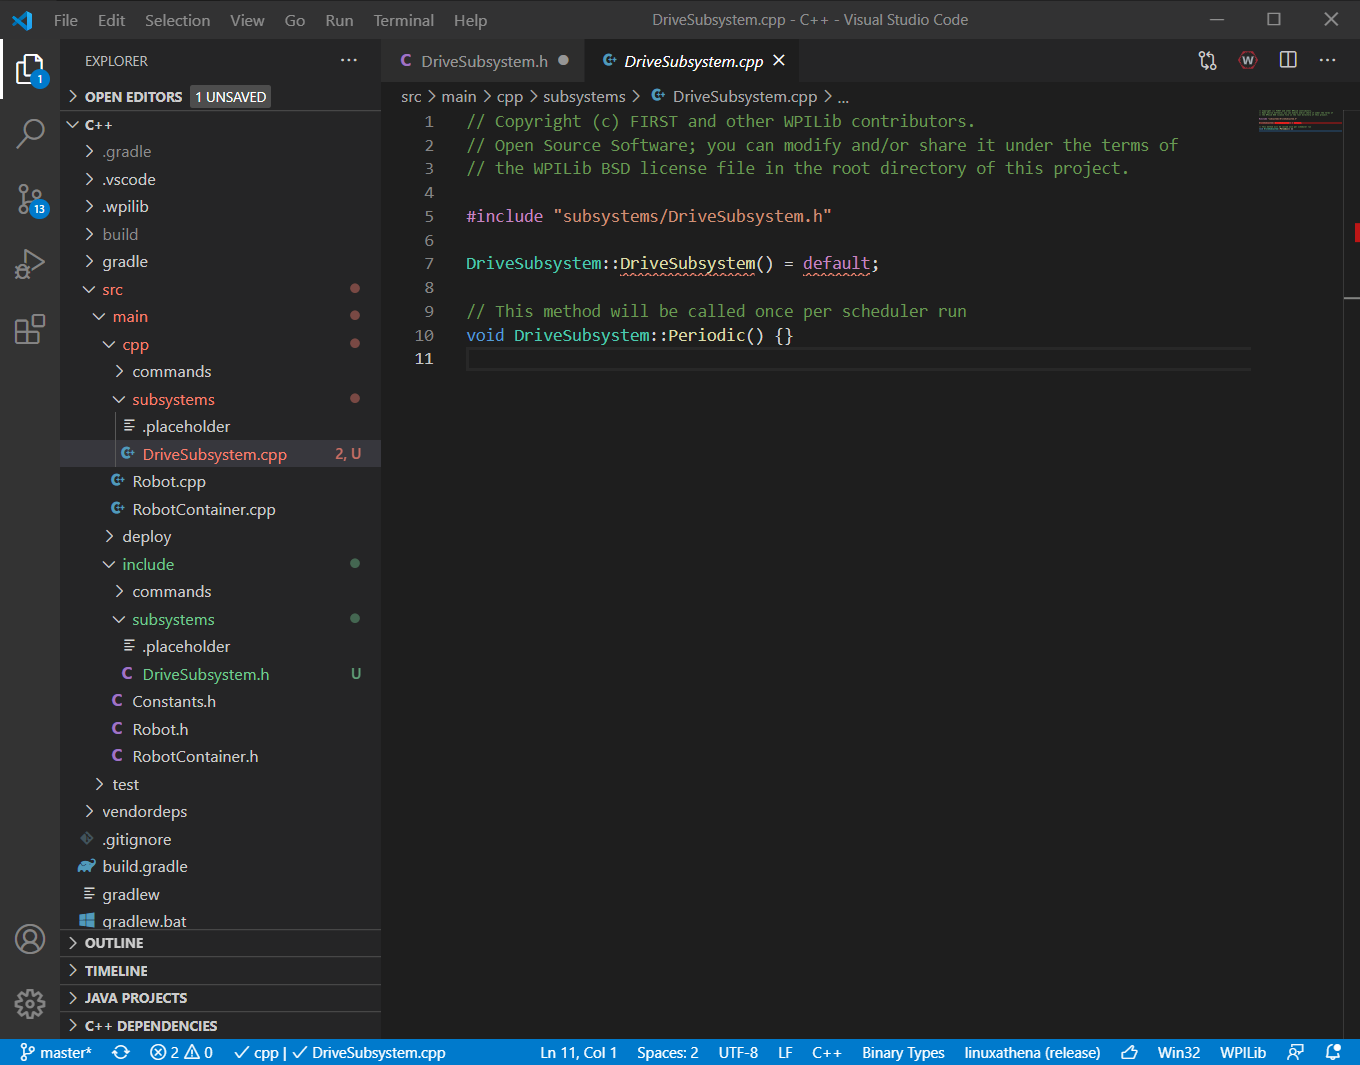 File Edit Selection View Go Run Terminal Help
DriveSubsystem.cpp - C++ - Visual Studio Code
EXPLORER
DriveSubsystem.h
DriveSubsystem.cpp
OPEN EDITORS 1 UNSAVED
src > main > cpp > subsystems > DriveSubsystem.cpp > ...
C++
.gradle
.vscode
.wpilib
build
gradle
src
main
cpp
commands
subsystems
.placeholder
DriveSubsystem.cpp 2, U
Robot.cpp
RobotContainer.cpp
deploy
include
commands
subsystems
.placeholder
DriveSubsystem.h U
Constants.h
Robot.h
RobotContainer.h
test
vendordeps
.gitignore
build.gradle
gradlew
gradlew.bat
OUTLINE
TIMELINE
JAVA PROJECTS
C++ DEPENDENCIES
1
13
1 // Copyright (c) FIRST and other WPILib contributors.
2 // Open Source Software; you can modify and/or share it under the terms of
3 // the WPILib BSD license file in the root directory of this project.
4
5 #include "subsystems/DriveSubsystem.h"
6
7 DriveSubsystem::DriveSubsystem() = default;
8
9 // This method will be called once per scheduler run
10 void DriveSubsystem::Periodic() {}
11
master* 2 0 cpp | DriveSubsystem.cpp Ln 11, Col 1 Spaces: 2 UTF-8 LF C++ Binary Types linuxathena (release) Win32 WPILib